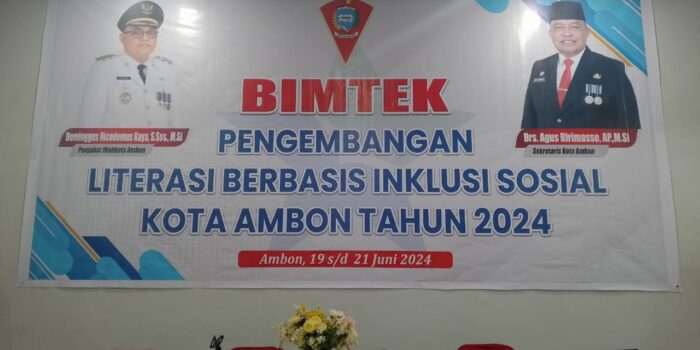 BIMTEK
PENGEMBANGAN
LITERASI BERBASIS INKLUSI SOSIAL
KOTA AMBON TAHUN 2024
Ambon, 19 s/d 21 Juni 2024
Dominggus Nicodemus Kaya, S.Sos, M.Si
Penjabat Walikota Ambon
Drs. Agus Ririmasse, AP,.M.Si
Sekretaris Kota Ambon